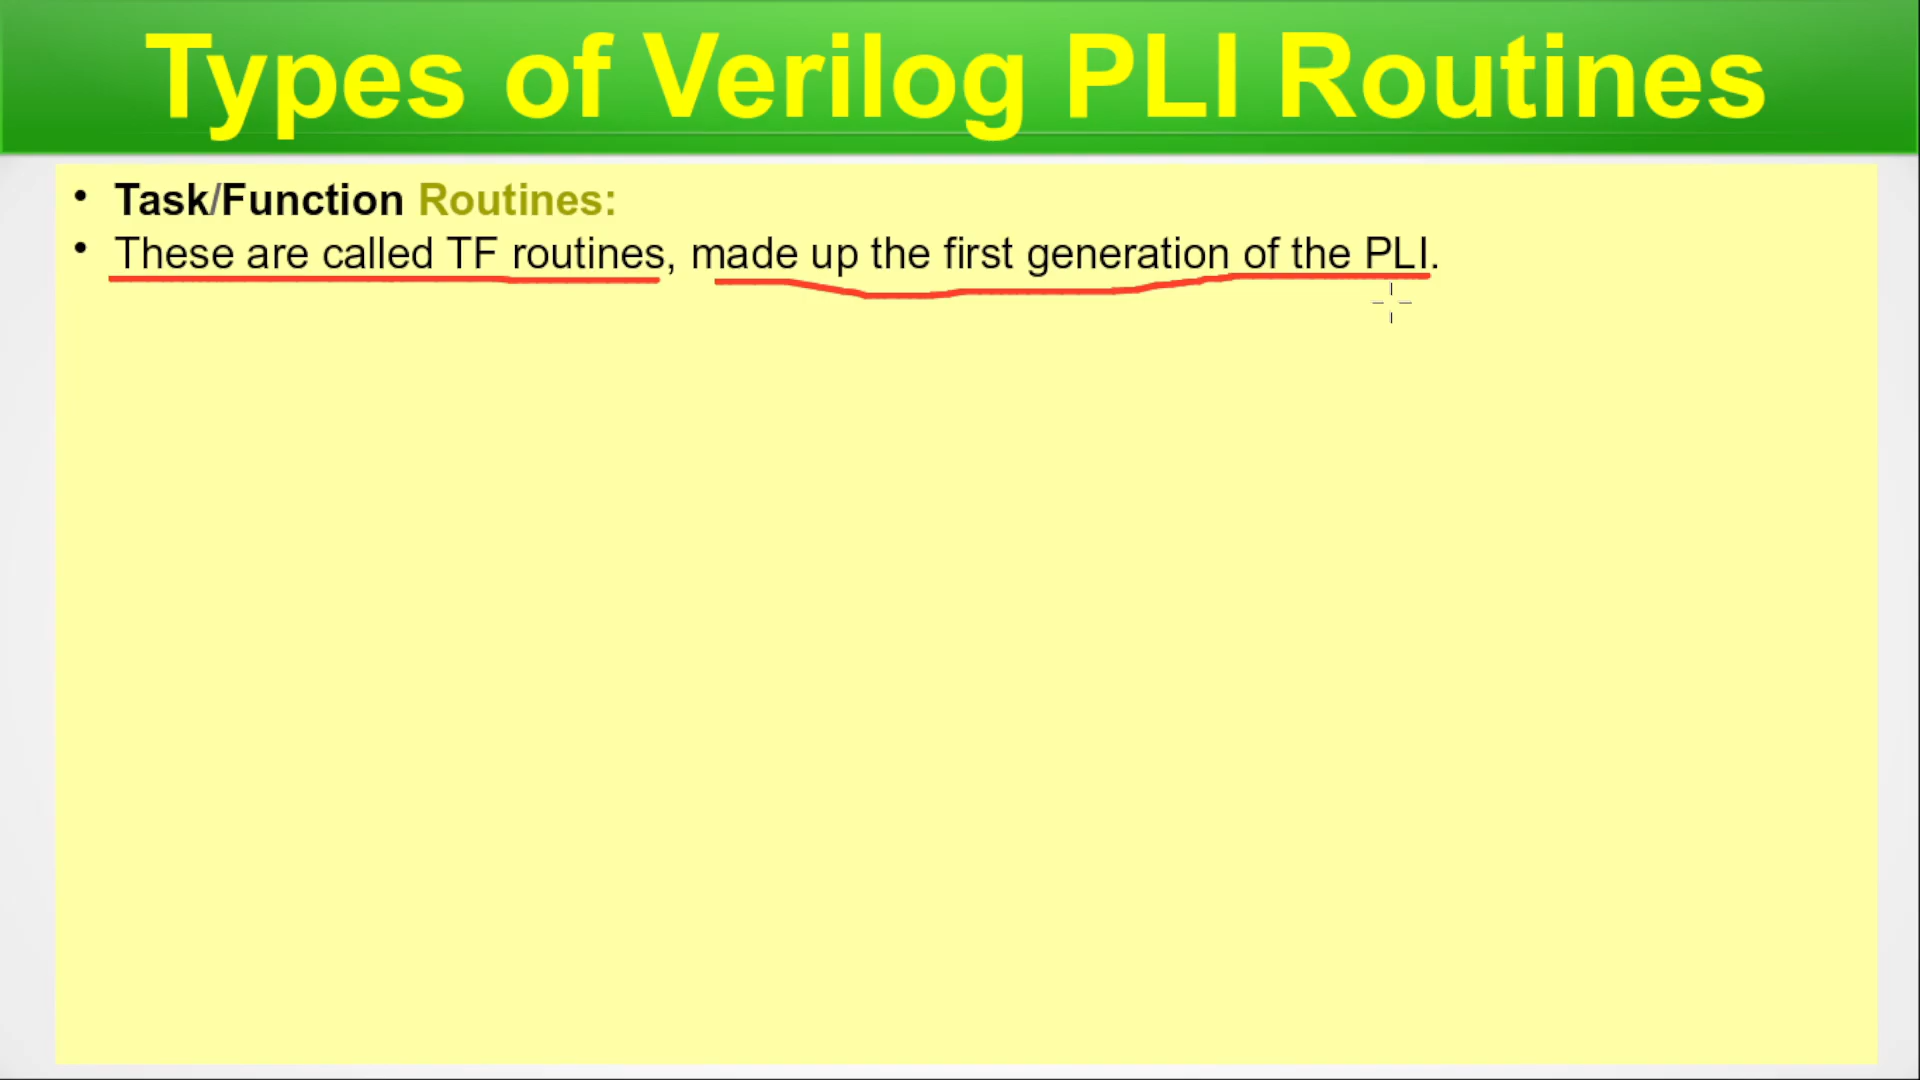 Types of Verilog PLI Routines
Task/Function Routines:
These are called TF routines, made up the first generation of the PLI.